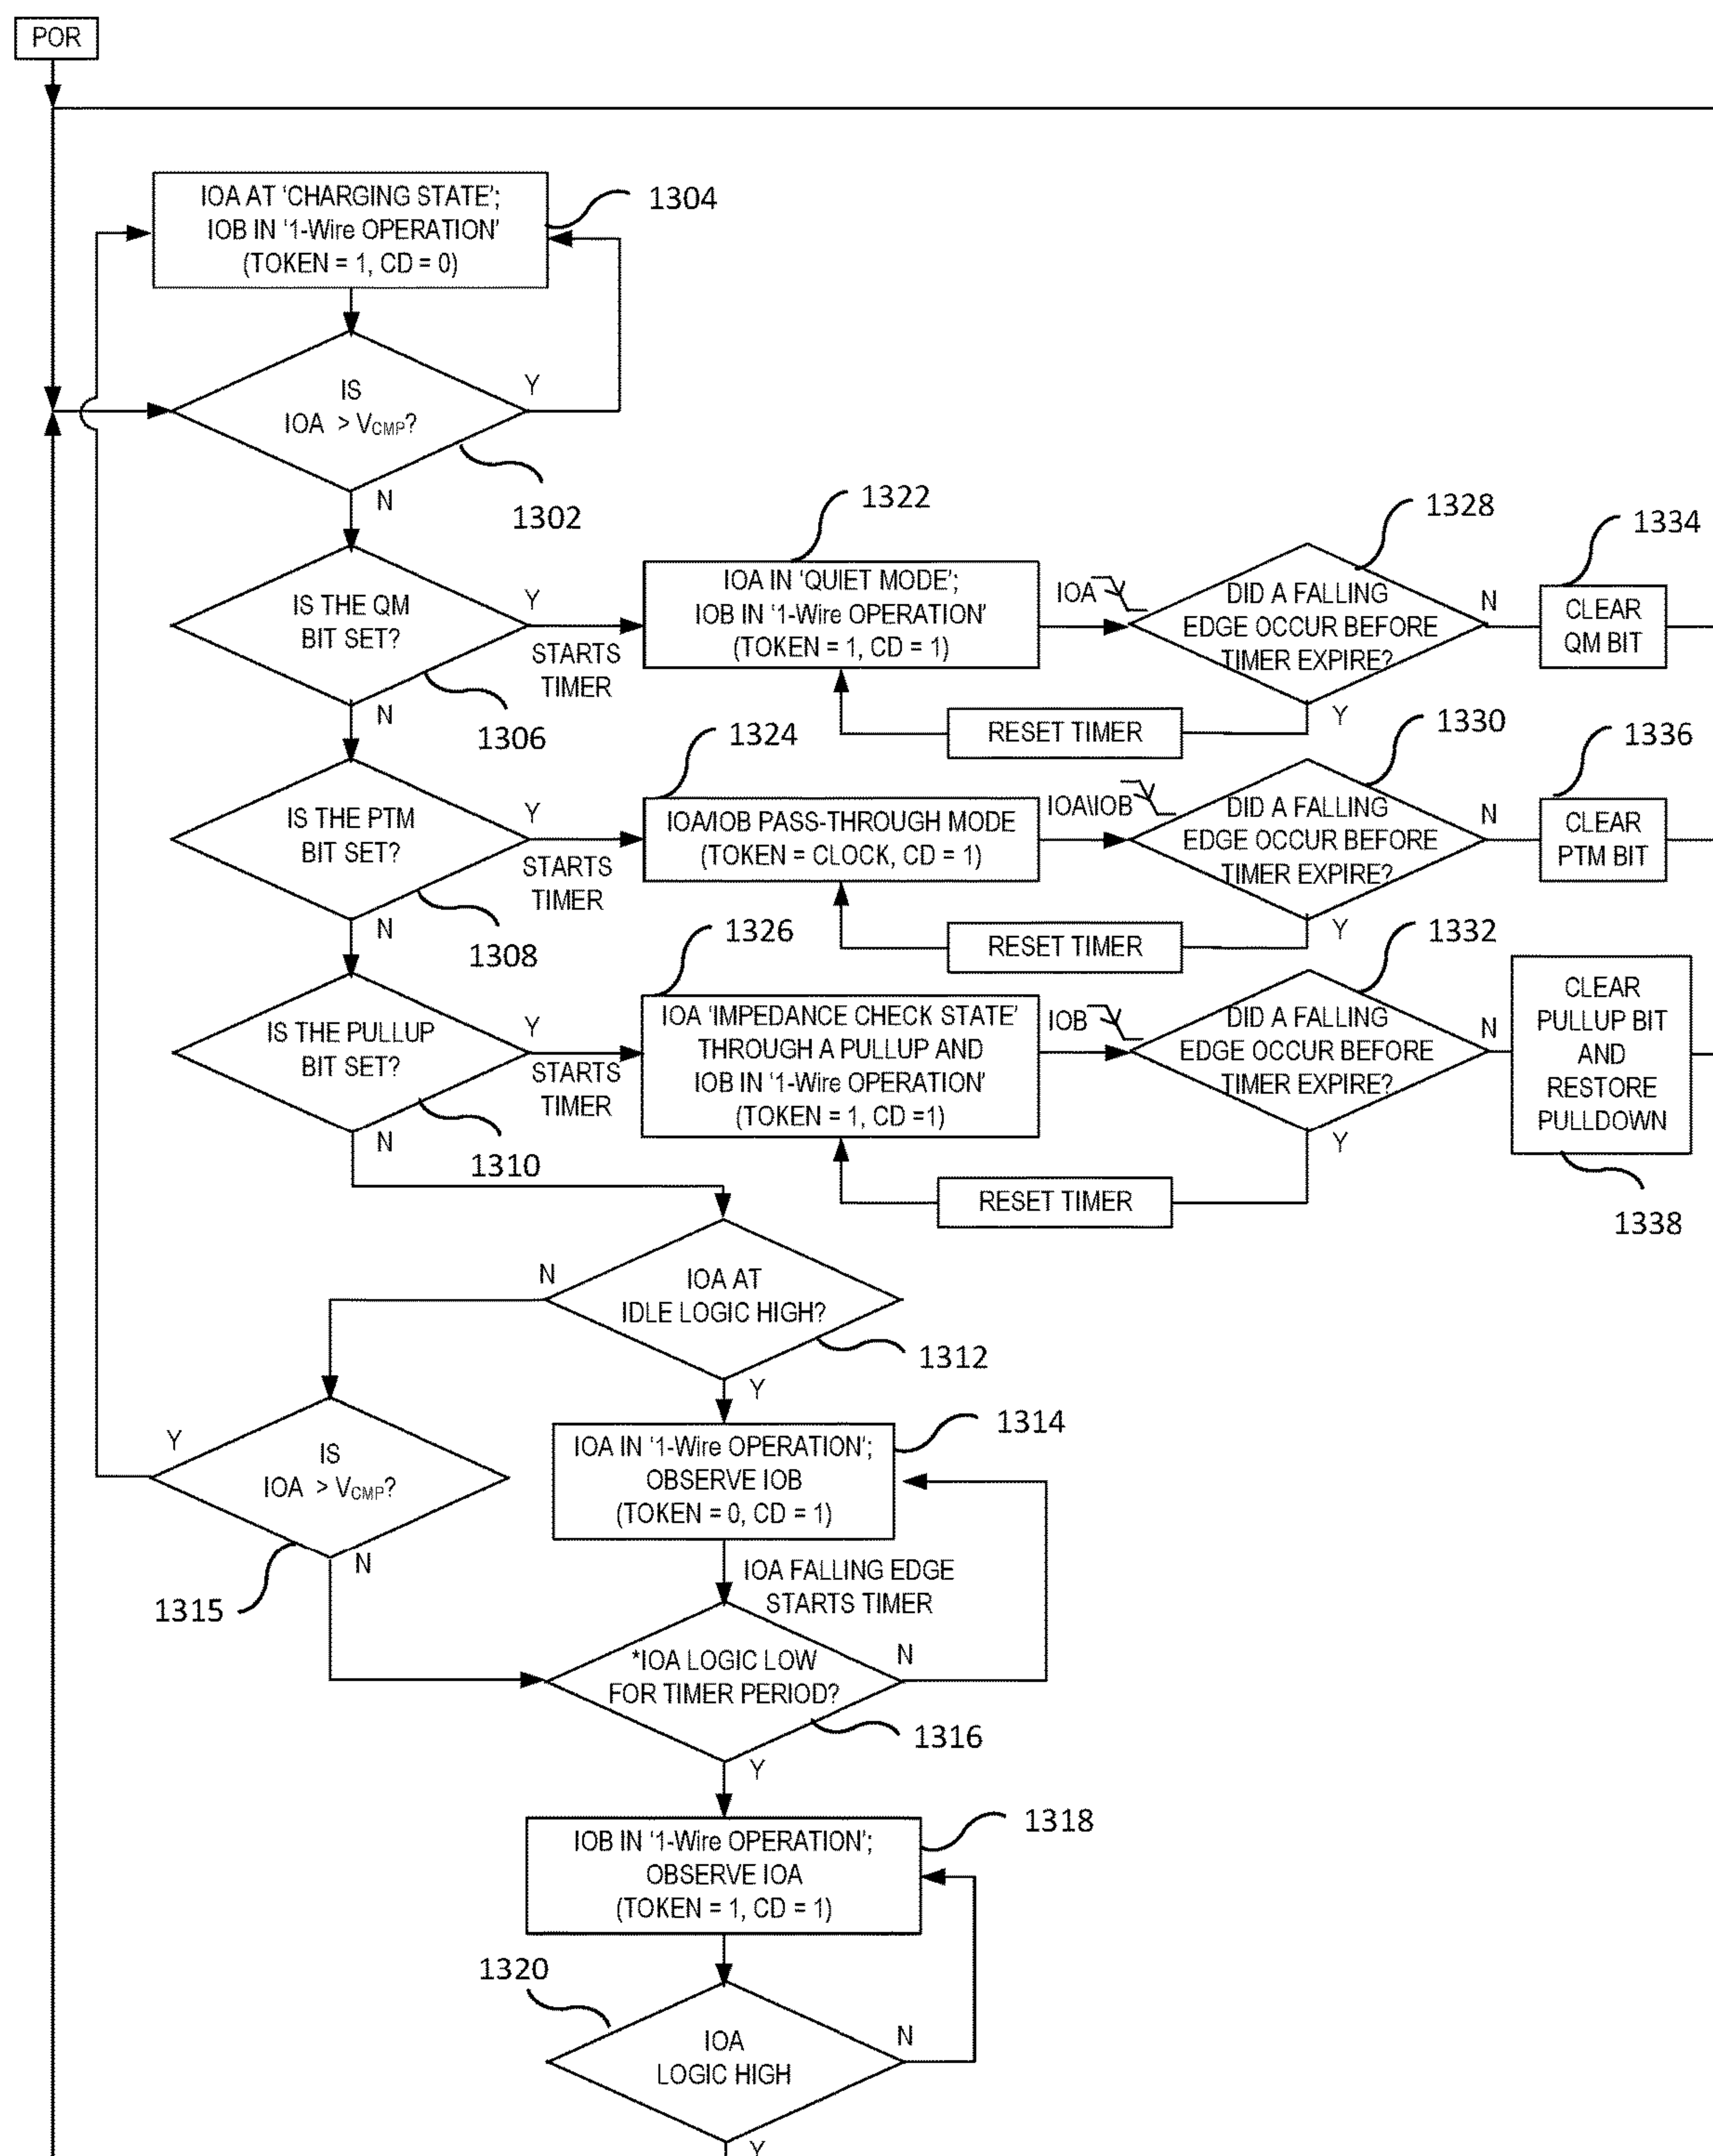 POR
IOA AT 'CHARGING STATE';
IOB IN '1-Wire OPERATION'
(TOKEN = 1, CD = 0)
1304
IS
IOA > VCMP?
Y
N
1302
IS THE QM
BIT SET?
Y
STARTS
TIMER
N
1306
1322
IOA IN 'QUIET MODE';
IOB IN '1-Wire OPERATION'
(TOKEN = 1, CD = 1)
IOA
1328
DID A FALLING
EDGE OCCUR BEFORE
TIMER EXPIRE?
N
Y
1334
CLEAR
QM BIT
RESET TIMER
IS THE PTM
BIT SET?
Y
STARTS
TIMER
N
1308
1324
IOA/IOB PASS-THROUGH MODE
(TOKEN = CLOCK, CD = 1)
IOA\IOB
1330
DID A FALLING
EDGE OCCUR BEFORE
TIMER EXPIRE?
N
Y
1336
CLEAR
PTM BIT
RESET TIMER
IS THE PULLUP
BIT SET?
Y
STARTS
TIMER
N
1310
1326
IOA 'IMPEDANCE CHECK STATE'
THROUGH A PULLUP AND
IOB IN '1-Wire OPERATION'
(TOKEN = 1, CD =1)
IOB
1332
DID A FALLING
EDGE OCCUR BEFORE
TIMER EXPIRE?
N
Y
CLEAR
PULLUP BIT
AND
RESTORE
PULLDOWN
1338
RESET TIMER
IOA AT
IDLE LOGIC HIGH?
N
Y
1312
IS
IOA > VCMP?
Y
N
1315
IOA IN '1-Wire OPERATION';
OBSERVE IOB
(TOKEN = 0, CD = 1)
1314
IOA FALLING EDGE
STARTS TIMER
*IOA LOGIC LOW
FOR TIMER PERIOD?
N
Y
1316
IOB IN '1-Wire OPERATION';
OBSERVE IOA
(TOKEN = 1, CD = 1)
1318
1320
IOA
LOGIC HIGH
N
Y